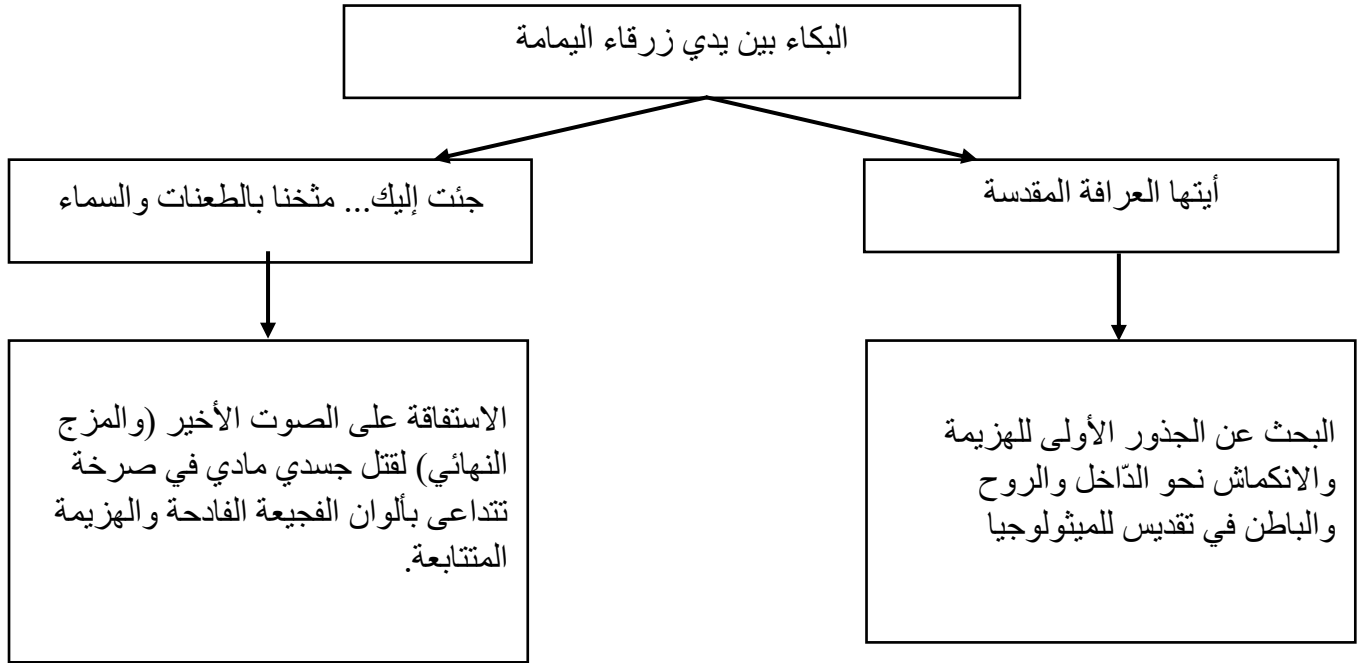 البكاء بين يدي زرقاء اليمامة
أيتها العرافة المقدسة
جئت إليك... مثخنا بالطعنات والسماء
البحث عن الجذور الأولى للهزيمة
والانكماش نحو الدّاخل والروح
والباطن في تقديس للميثولوجيا
الاستفاقة على الصوت الأخير (والمزج
النهائي) لقتل جسدي مادي في صرخة
تتداعى بألوان الفجيعة الفادحة والهزيمة
المتتابعة.